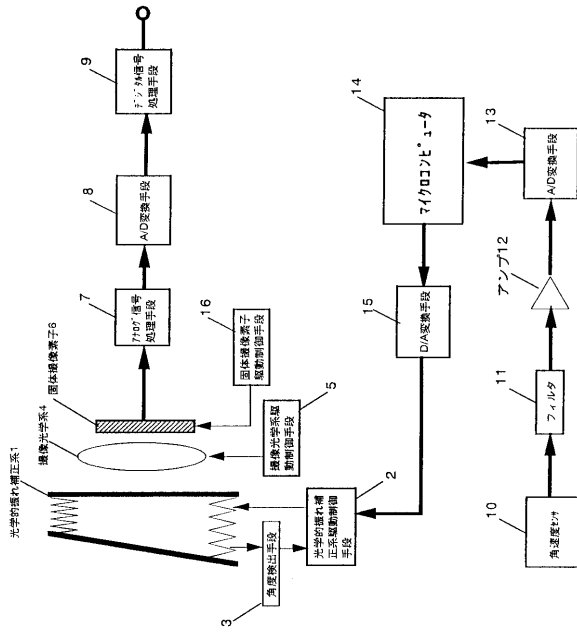 光学的振れ補正系1
撮像光学系4
固体撮像素子6
7
アナログ信号
処理手段
8
A/D変換手段
9
デジタル信号
処理手段
16
固体撮像素子
駆動制御手段
5
撮像光学系駆
動制御手段
2
光学的振れ補
正系駆動制御
手段
3
角度検出手段
14
マイクロコンピュータ
15
D/A変換手段
13
A/D変換手段
アンプ12
11
フィルタ
10
角速度センサ